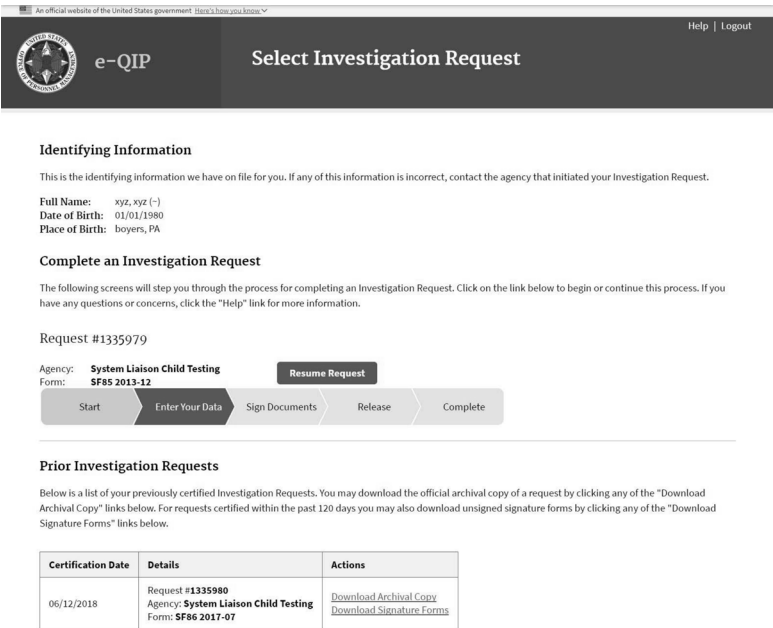 An official website of the United States government Here's how you know
Help | Logout
UNITED STATES
OFFICE OF PERSONNEL MANAGEMENT
e-QIP
Select Investigation Request
Identifying Information
This is the identifying information we have on file for you. If any of this information is incorrect, contact the agency that initiated your Investigation Request.
Full Name: xyz, xyz (~)
Date of Birth: 01/01/1980
Place of Birth: boyers, PA
Complete an Investigation Request
The following screens will step you through the process for completing an Investigation Request. Click on the link below to begin or continue this process. If you
have any questions or concerns, click the "Help" link for more information.
Request #1335979
Agency: System Liaison Child Testing
Resume Request
Form: SF85 2013-12
Start Enter Your Data Sign Documents Release Complete
Prior Investigation Requests
Below is a list of your previously certified Investigation Requests. You may download the official archival copy of a request by clicking any of the "Download
Archival Copy" links below. For requests certified within the past 120 days you may also download unsigned signature forms by clicking any of the "Download
Signature Forms" links below.
Certification Date Details Actions
Request #1335980
06/12/2018 Agency: System Liaison Child Testing
Form: SF86 2017-07
Download Archival Copy
Download Signature Forms